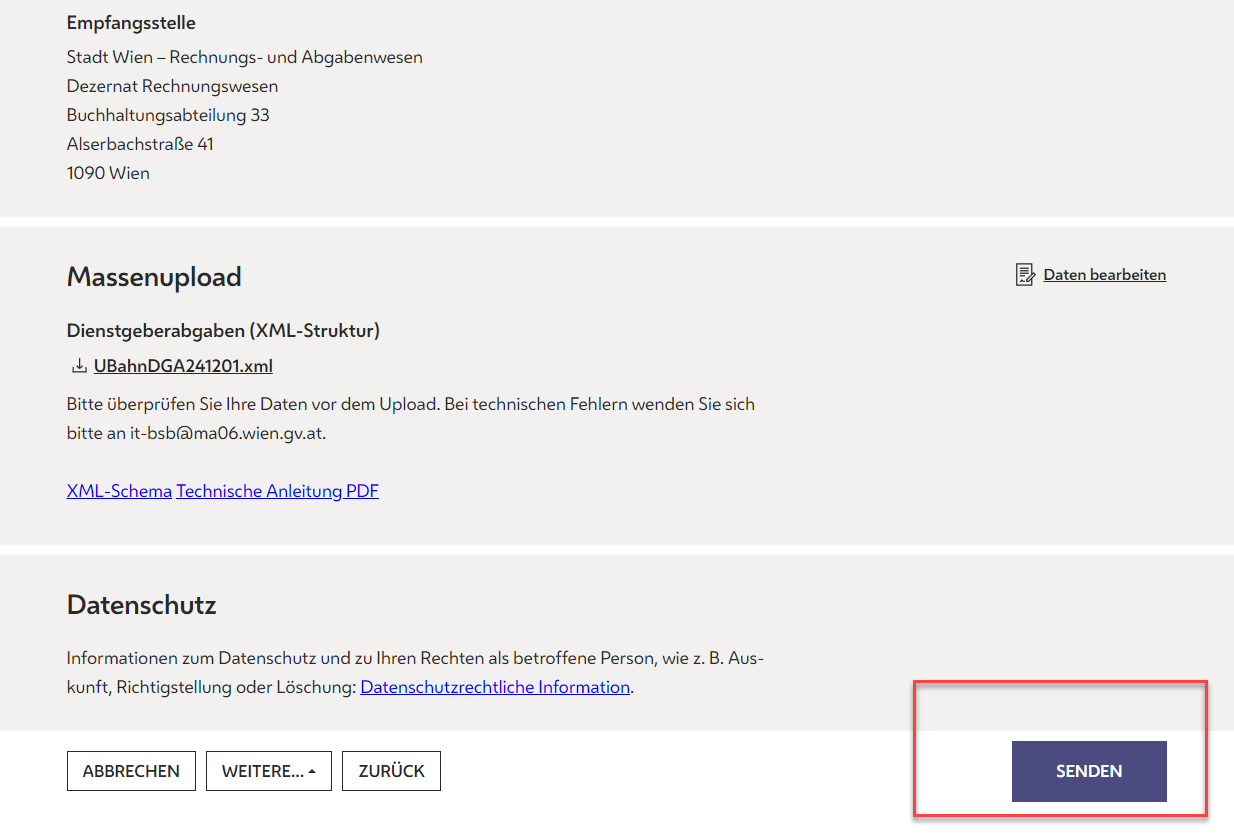 Empfangsstelle
Stadt Wien – Rechnungs- und Abgabenwesen
Dezernat Rechnungswesen
Buchhaltungsabteilung 33
Alserbachstraße 41
1090 Wien
Massenupload
Daten bearbeiten
Dienstgeberabgaben (XML-Struktur)
UBahnDGA241201.xml
Bitte überprüfen Sie Ihre Daten vor dem Upload. Bei technischen Fehlern wenden Sie sich
bitte an it-bsb@ma06.wien.gv.at.
XML-Schema Technische Anleitung PDF
Datenschutz
Informationen zum Datenschutz und zu Ihren Rechten als betroffene Person, wie z. B. Aus-
kunft, Richtigstellung oder Löschung: Datenschutzrechtliche Information.
ABBRECHEN WEITERE... ZURÜCK SENDEN